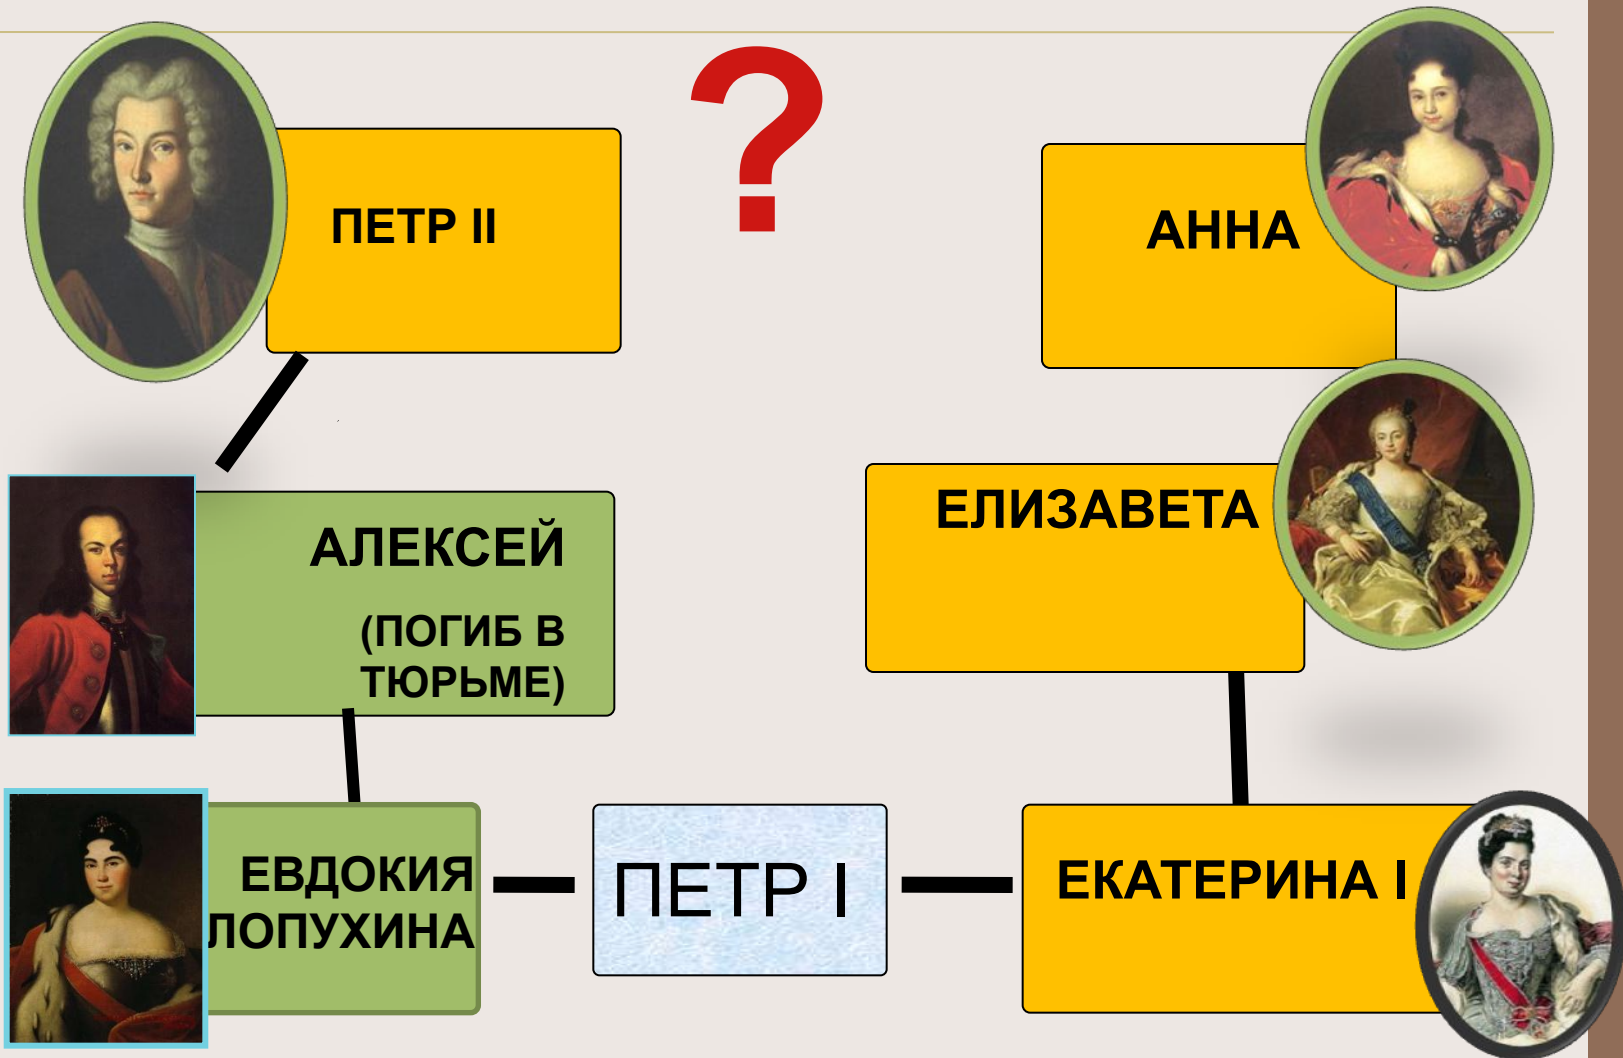 ?
ПЕТР II
АННА
АЛЕКСЕЙ
(ПОГИБ В
ТЮРЬМЕ)
ЕЛИЗАВЕТА
ЕВДОКИЯ
ЛОПУХИНА
ПЕТР I
ЕКАТЕРИНА I